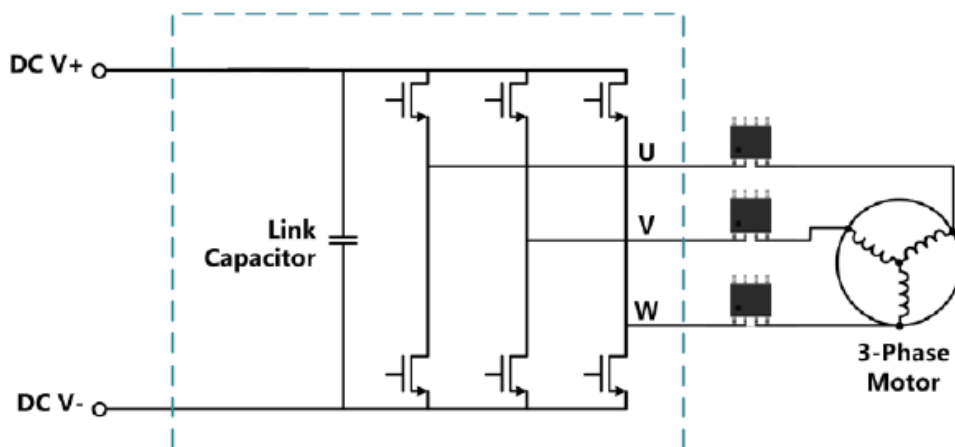 DC V+
U
V
Link
Capacitor
W
3-Phase
Motor
DC V-